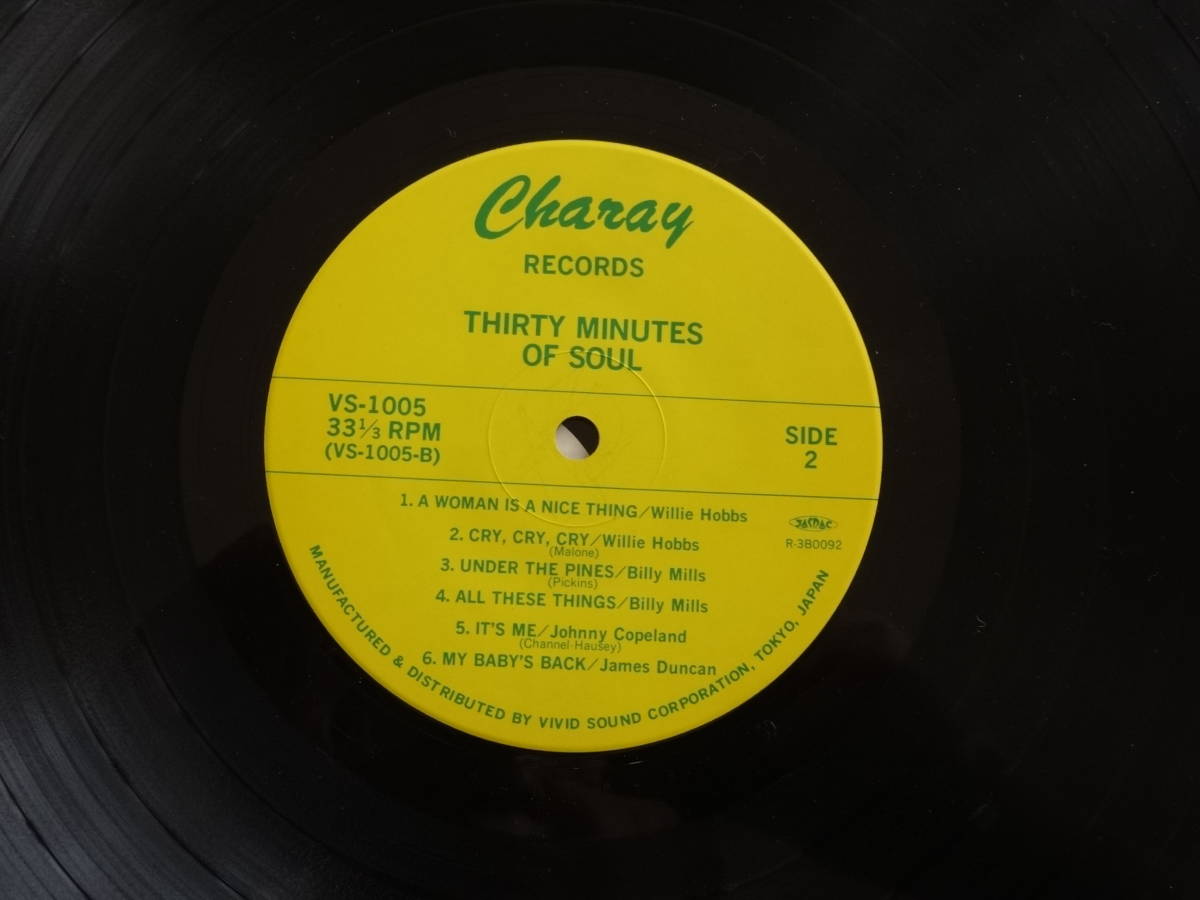 Charay
RECORDS
THIRTY MINUTES
OF SOUL
VS-1005
33⅓ RPM
(VS-1005-B)
SIDE
2
1. A WOMAN IS A NICE THING/Willie Hobbs
2. CRY, CRY, CRY/Willie Hobbs
(Malone)
3. UNDER THE PINES/Billy Mills
(Pickins)
4. ALL THESE THINGS/Billy Mills
5. IT'S ME/Johnny Copeland
(Channel-Hausey)
6. MY BABY'S BACK/James Duncan
JASRAC
R-3B0092
MANUFACTURED & DISTRIBUTED BY VIVID SOUND CORPORATION, TOKYO, JAPAN